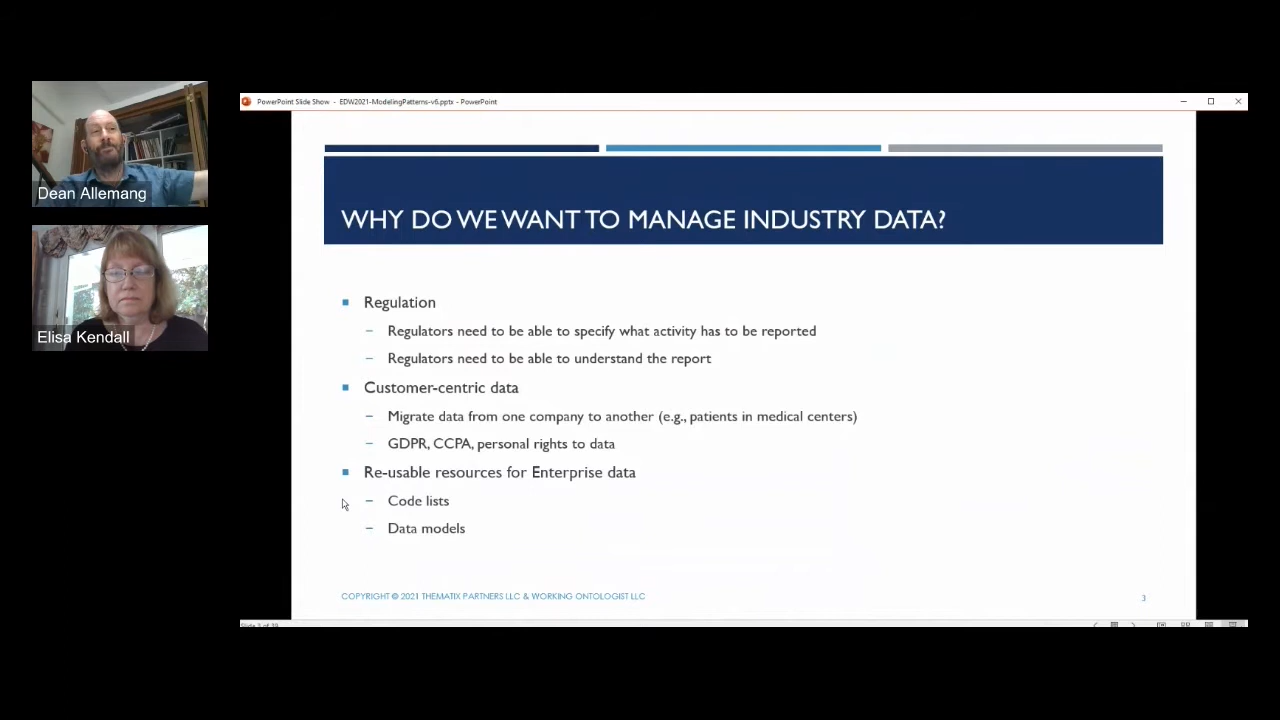 PowerPoint Slide Show - EDW2021-ModelingPatterns-v6.pptx - PowerPoint
Dean Allemang
Elisa Kendall
WHY DO WE WANT TO MANAGE INDUSTRY DATA?
Regulation
– Regulators need to be able to specify what activity has to be reported
– Regulators need to be able to understand the report
Customer-centric data
– Migrate data from one company to another (e.g., patients in medical centers)
– GDPR, CCPA, personal rights to data
Re-usable resources for Enterprise data
– Code lists
– Data models
COPYRIGHT © 2021 THEMATIX PARTNERS LLC & WORKING ONTOLOGIST LLC
3